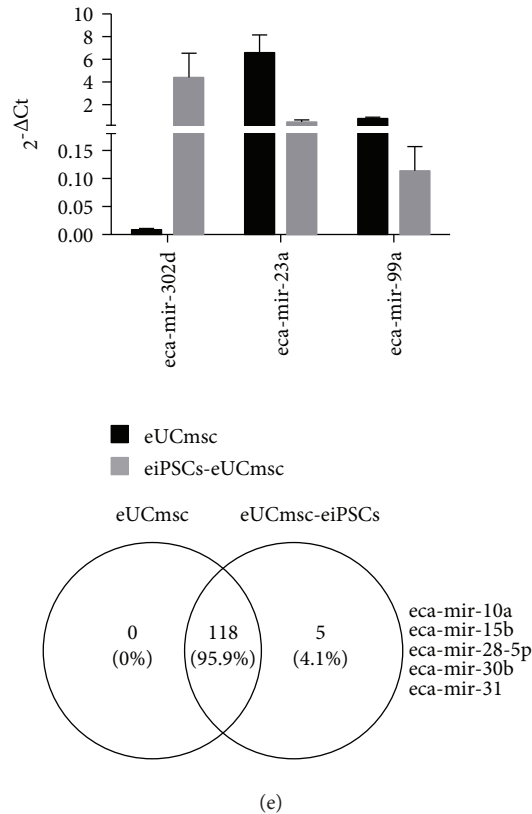 10
8
6
4
2
0.15
0.10
0.05
0.00
2^-ΔCt
eca-mir-302d
eca-mir-23a
eca-mir-99a
eUCmsc
eiPSCs-eUCmsc
eUCmsc
eUCmsc-eiPSCs
0
(0%)
118
(95.9%)
5
(4.1%)
eca-mir-10a
eca-mir-15b
eca-mir-28-5p
eca-mir-30b
eca-mir-31
(e)